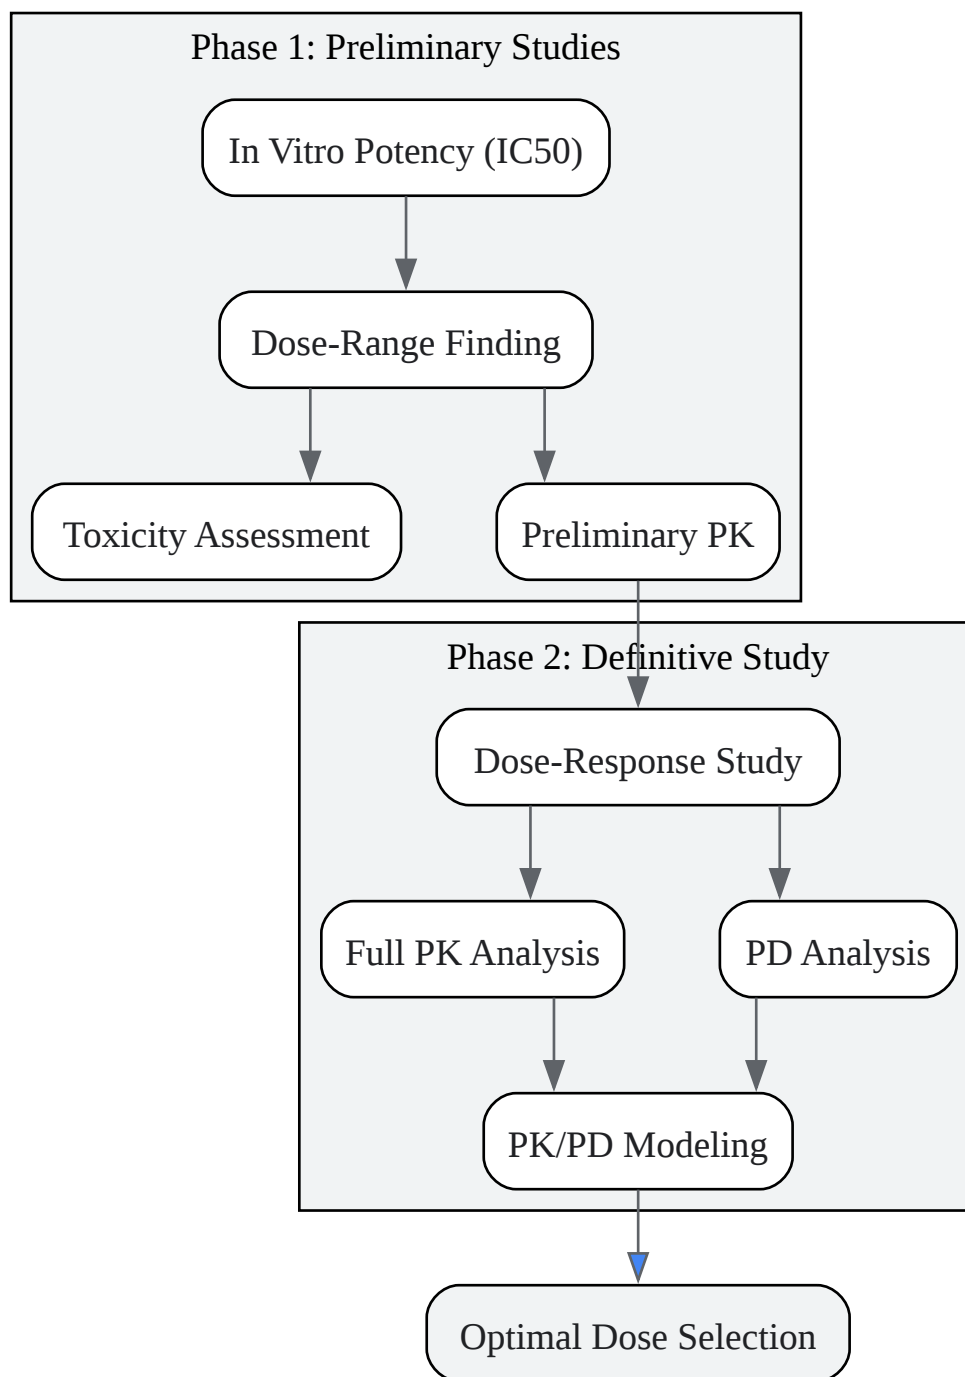 Phase 1: Preliminary Studies
In Vitro Potency (IC50)
Dose-Range Finding
Toxicity Assessment
Preliminary PK
Phase 2: Definitive Study
Dose-Response Study
Full PK Analysis
PD Analysis
PK/PD Modeling
Optimal Dose Selection